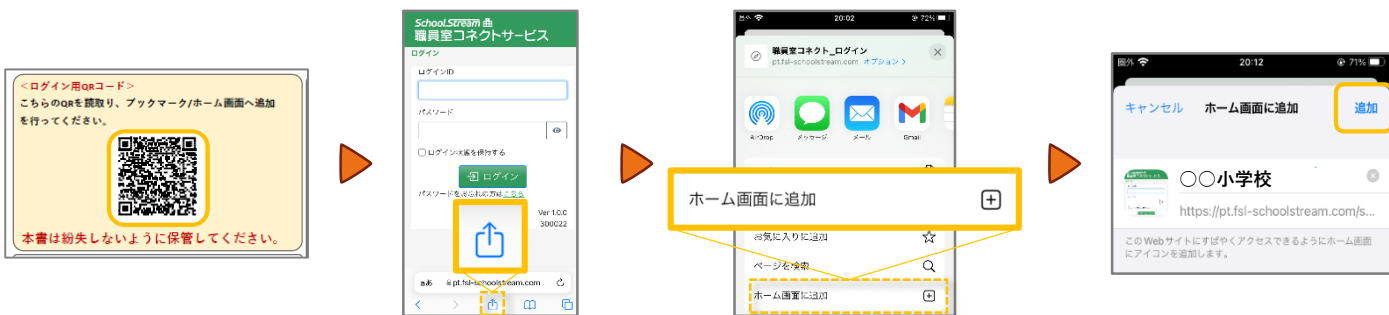 <ログイン用QRコード>
こちらのQRを読取り、ブックマーク/ホーム画面へ追加
を行ってください。
本書は紛失しないように保管してください。
SchoolStream
職員室コネクトサービス
ログイン
ログインID
パスワード
ログイン状態を保持する
ログイン
パスワードをお忘れの方はこちら
Ver 1.0.0
300022
ぁあ
pt.fsl-schoolstream.com
圏外
20:02
72%
職員室コネクト_ログイン
pt.fsl-schoolstream.com オプション >
AirDrop
メッセージ
メール
Gmail
ホーム画面に追加
お気に入りに追加
ページを検索
ホーム画面に追加
圏外
20:12
71%
キャンセル
ホーム画面に追加
追加
〇〇小学校
https://pt.fsl-schoolstream.com/s...
このWebサイトにすばやくアクセスできるようにホーム画面
にアイコンを追加します。